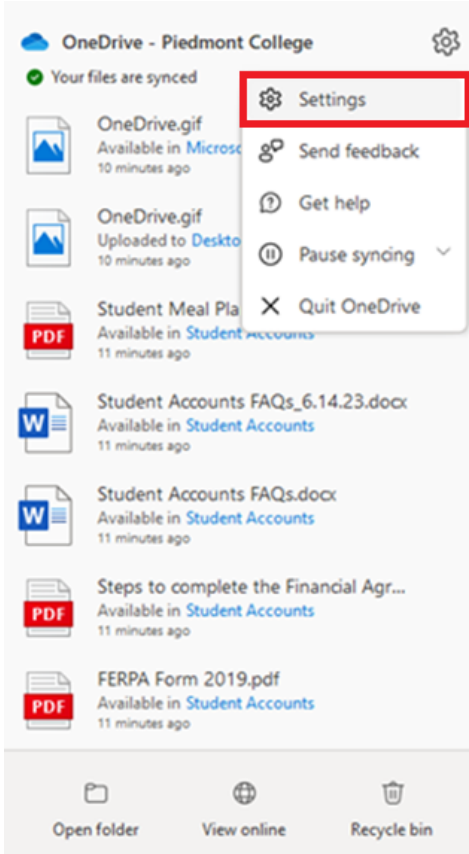 OneDrive - Piedmont College
Your files are synced
Settings
Send feedback
Get help
Pause syncing
Quit OneDrive
OneDrive.gif
Available in Microso
10 minutes ago
OneDrive.gif
Uploaded to Deskto
10 minutes ago
PDF
Student Meal Pla
Available in Student Accounts
11 minutes ago
W
Student Accounts FAQs_6.14.23.docx
Available in Student Accounts
11 minutes ago
W
Student Accounts FAQs.docx
Available in Student Accounts
11 minutes ago
PDF
Steps to complete the Financial Agr...
Available in Student Accounts
11 minutes ago
PDF
FERPA Form 2019.pdf
Available in Student Accounts
11 minutes ago
Open folder
View online
Recycle bin